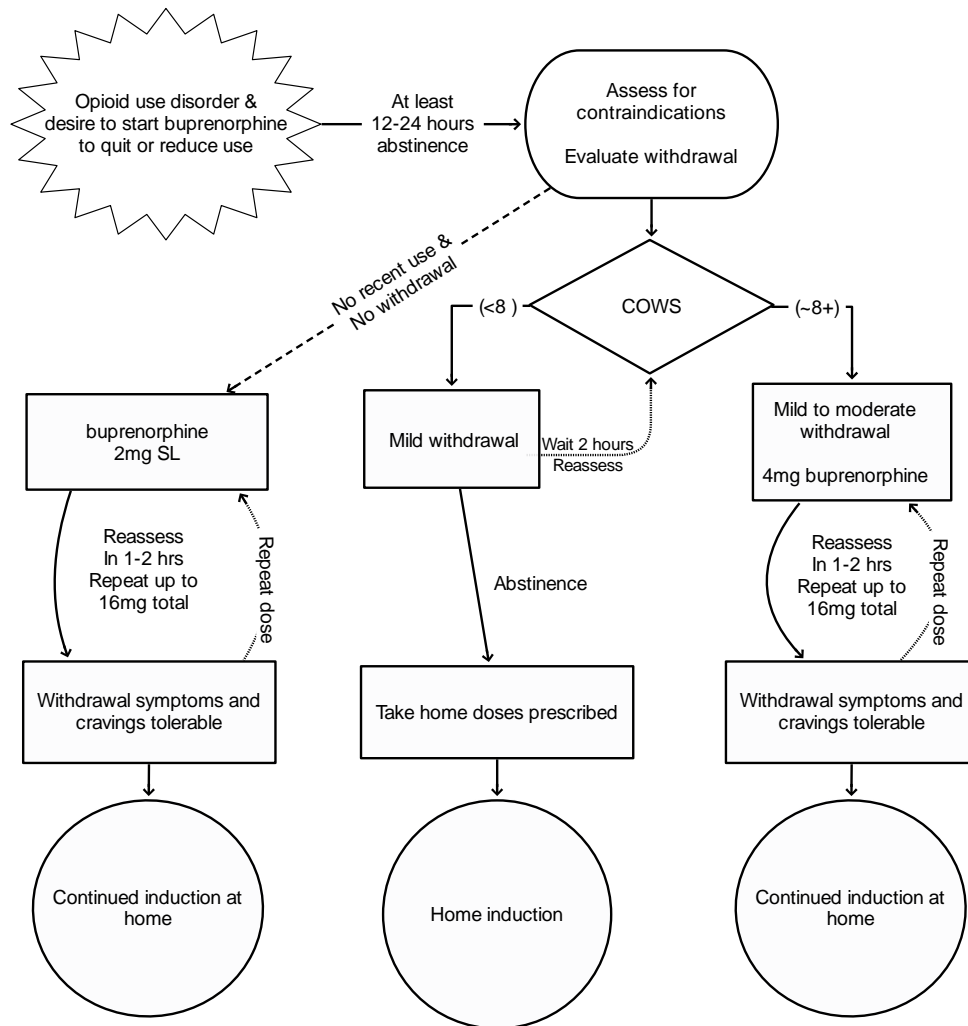 Opioid use disorder &
desire to start buprenorphine
to quit or reduce use
At least
12-24 hours
abstinence
Assess for
contraindications
Evaluate withdrawal
No recent use &
No withdrawal
(<8 )
COWS
(~8+)
buprenorphine
2mg SL
Mild withdrawal
Wait 2 hours
Reassess
Mild to moderate
withdrawal
4mg buprenorphine
Reassess
In 1-2 hrs
Repeat up to
16mg total
Repeat dose
Abstinence
Reassess
In 1-2 hrs
Repeat up to
16mg total
Repeat dose
Withdrawal symptoms and
cravings tolerable
Take home doses prescribed
Withdrawal symptoms and
cravings tolerable
Continued induction at
home
Home induction
Continued induction at
home